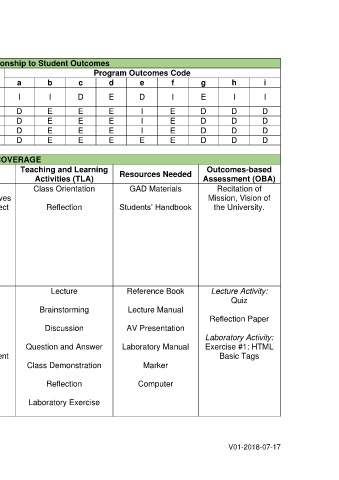 onship to Student Outcomes
Program Outcomes Code
a b c d e f g h i
I I D E D I E I I
D E E E I E D D D
D E E E I E D D D
D E E E I E D D D
D E E E E E D D D
COVERAGE
Teaching and Learning Activities (TLA) Resources Needed Outcomes-based Assessment (OBA)
ves
ect
Class Orientation
Reflection
GAD Materials
Students' Handbook
Recitation of
Mission, Vision of
the University.
ent
Lecture
Brainstorming
Discussion
Question and Answer
Class Demonstration
Reflection
Laboratory Exercise
Reference Book
Lecture Manual
AV Presentation
Laboratory Manual
Marker
Computer
Lecture Activity:
Quiz
Reflection Paper
Laboratory Activity:
Exercise #1: HTML
Basic Tags
V01-2018-07-17